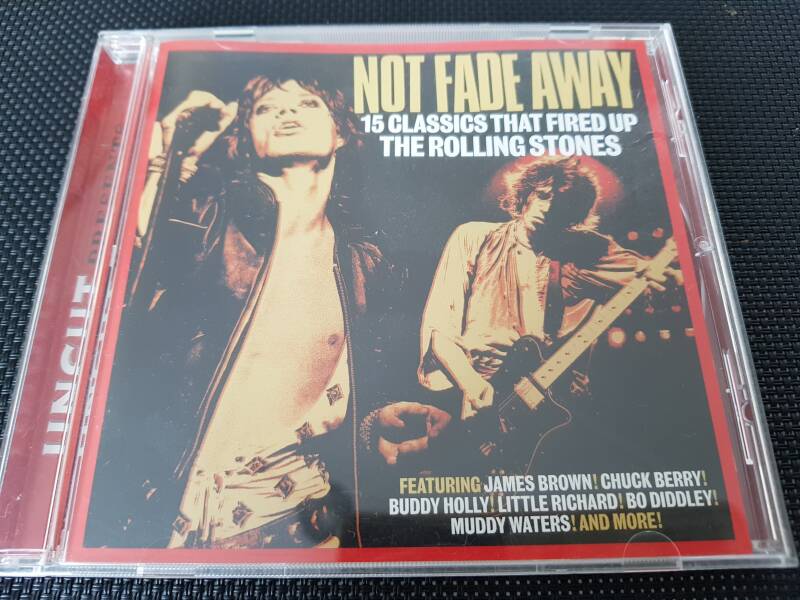 NOT FADE AWAY
15 CLASSICS THAT FIRED UP
THE ROLLING STONES
FEATURING JAMES BROWN! CHUCK BERRY!
BUDDY HOLLY! LITTLE RICHARD! BO DIDDLEY!
MUDDY WATERS! AND MORE!
UNCUT PRESENTS